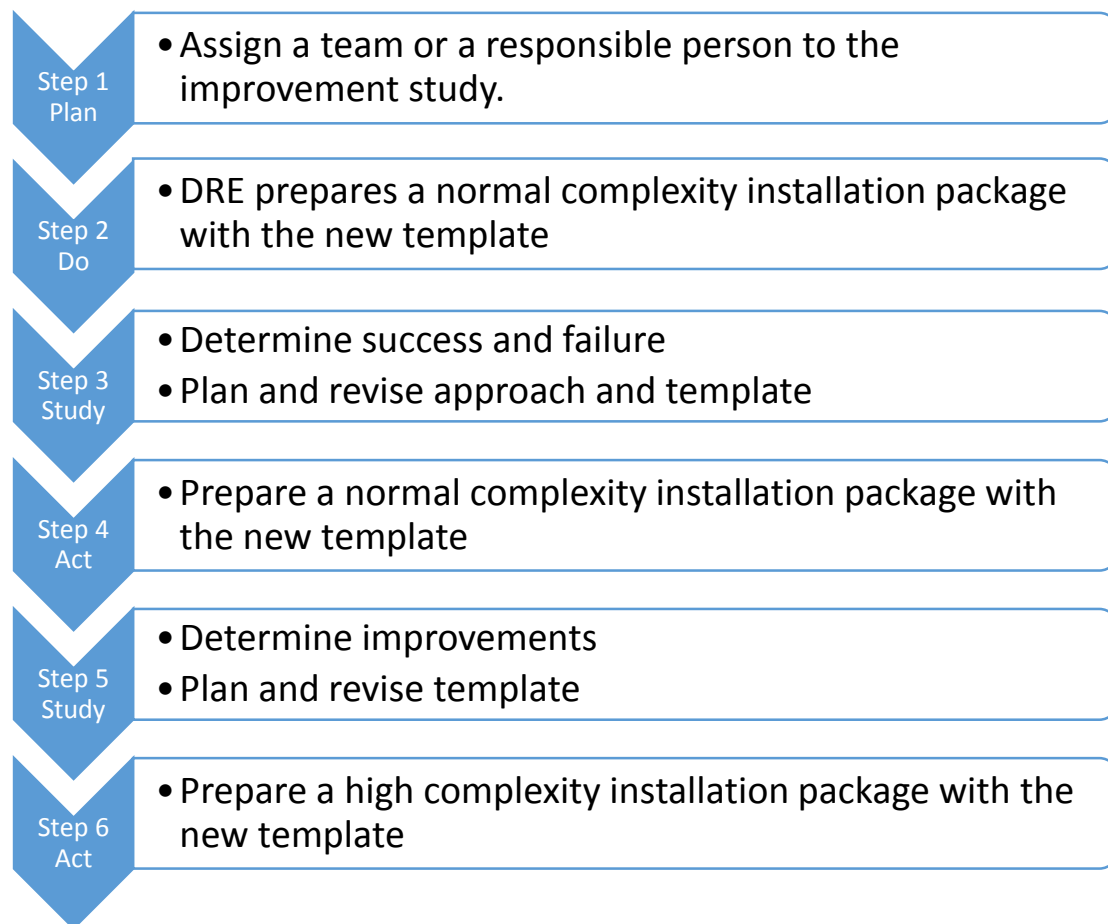 Step 1
Plan
• Assign a team or a responsible person to the
improvement study.
Step 2
Do
• DRE prepares a normal complexity installation package
with the new template
Step 3
Study
• Determine success and failure
• Plan and revise approach and template
Step 4
Act
• Prepare a normal complexity installation package with
the new template
Step 5
Study
• Determine improvements
• Plan and revise template
Step 6
Act
• Prepare a high complexity installation package with the
new template